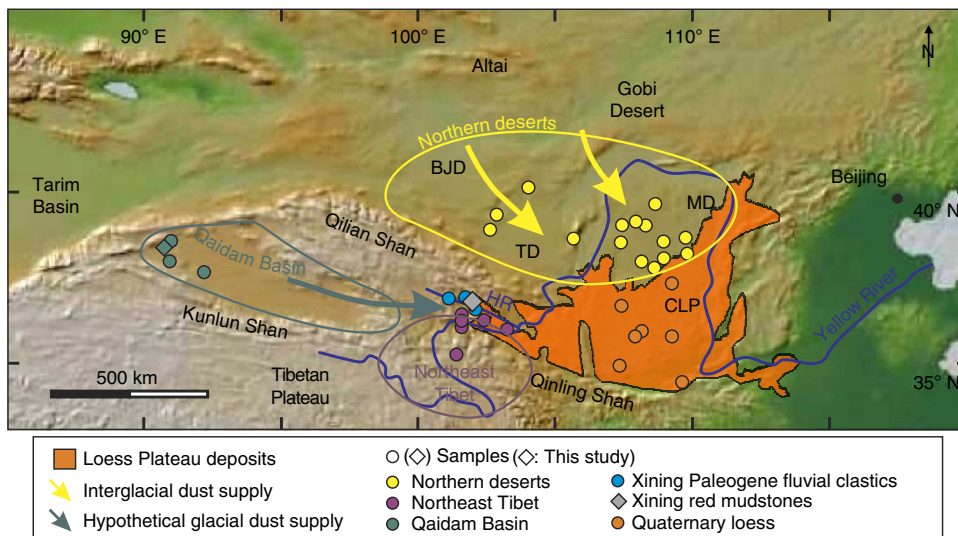 90° E
100° E
110° E
N
Altai
Gobi
Desert
Northern deserts
BJD
Tarim
Basin
MD
Beijing
40° N
Qilian Shan
TD
Qaidam Basin
HR
CLP
Yellow River
Kunlun Shan
500 km
Tibetan
Plateau
Northeast
Tibet
Qinling Shan
35° N
Loess Plateau deposits
Interglacial dust supply
Hypothetical glacial dust supply
(◇) Samples (◇: This study)
Northern deserts
Northeast Tibet
Qaidam Basin
Xining Paleogene fluvial clastics
Xining red mudstones
Quaternary loess